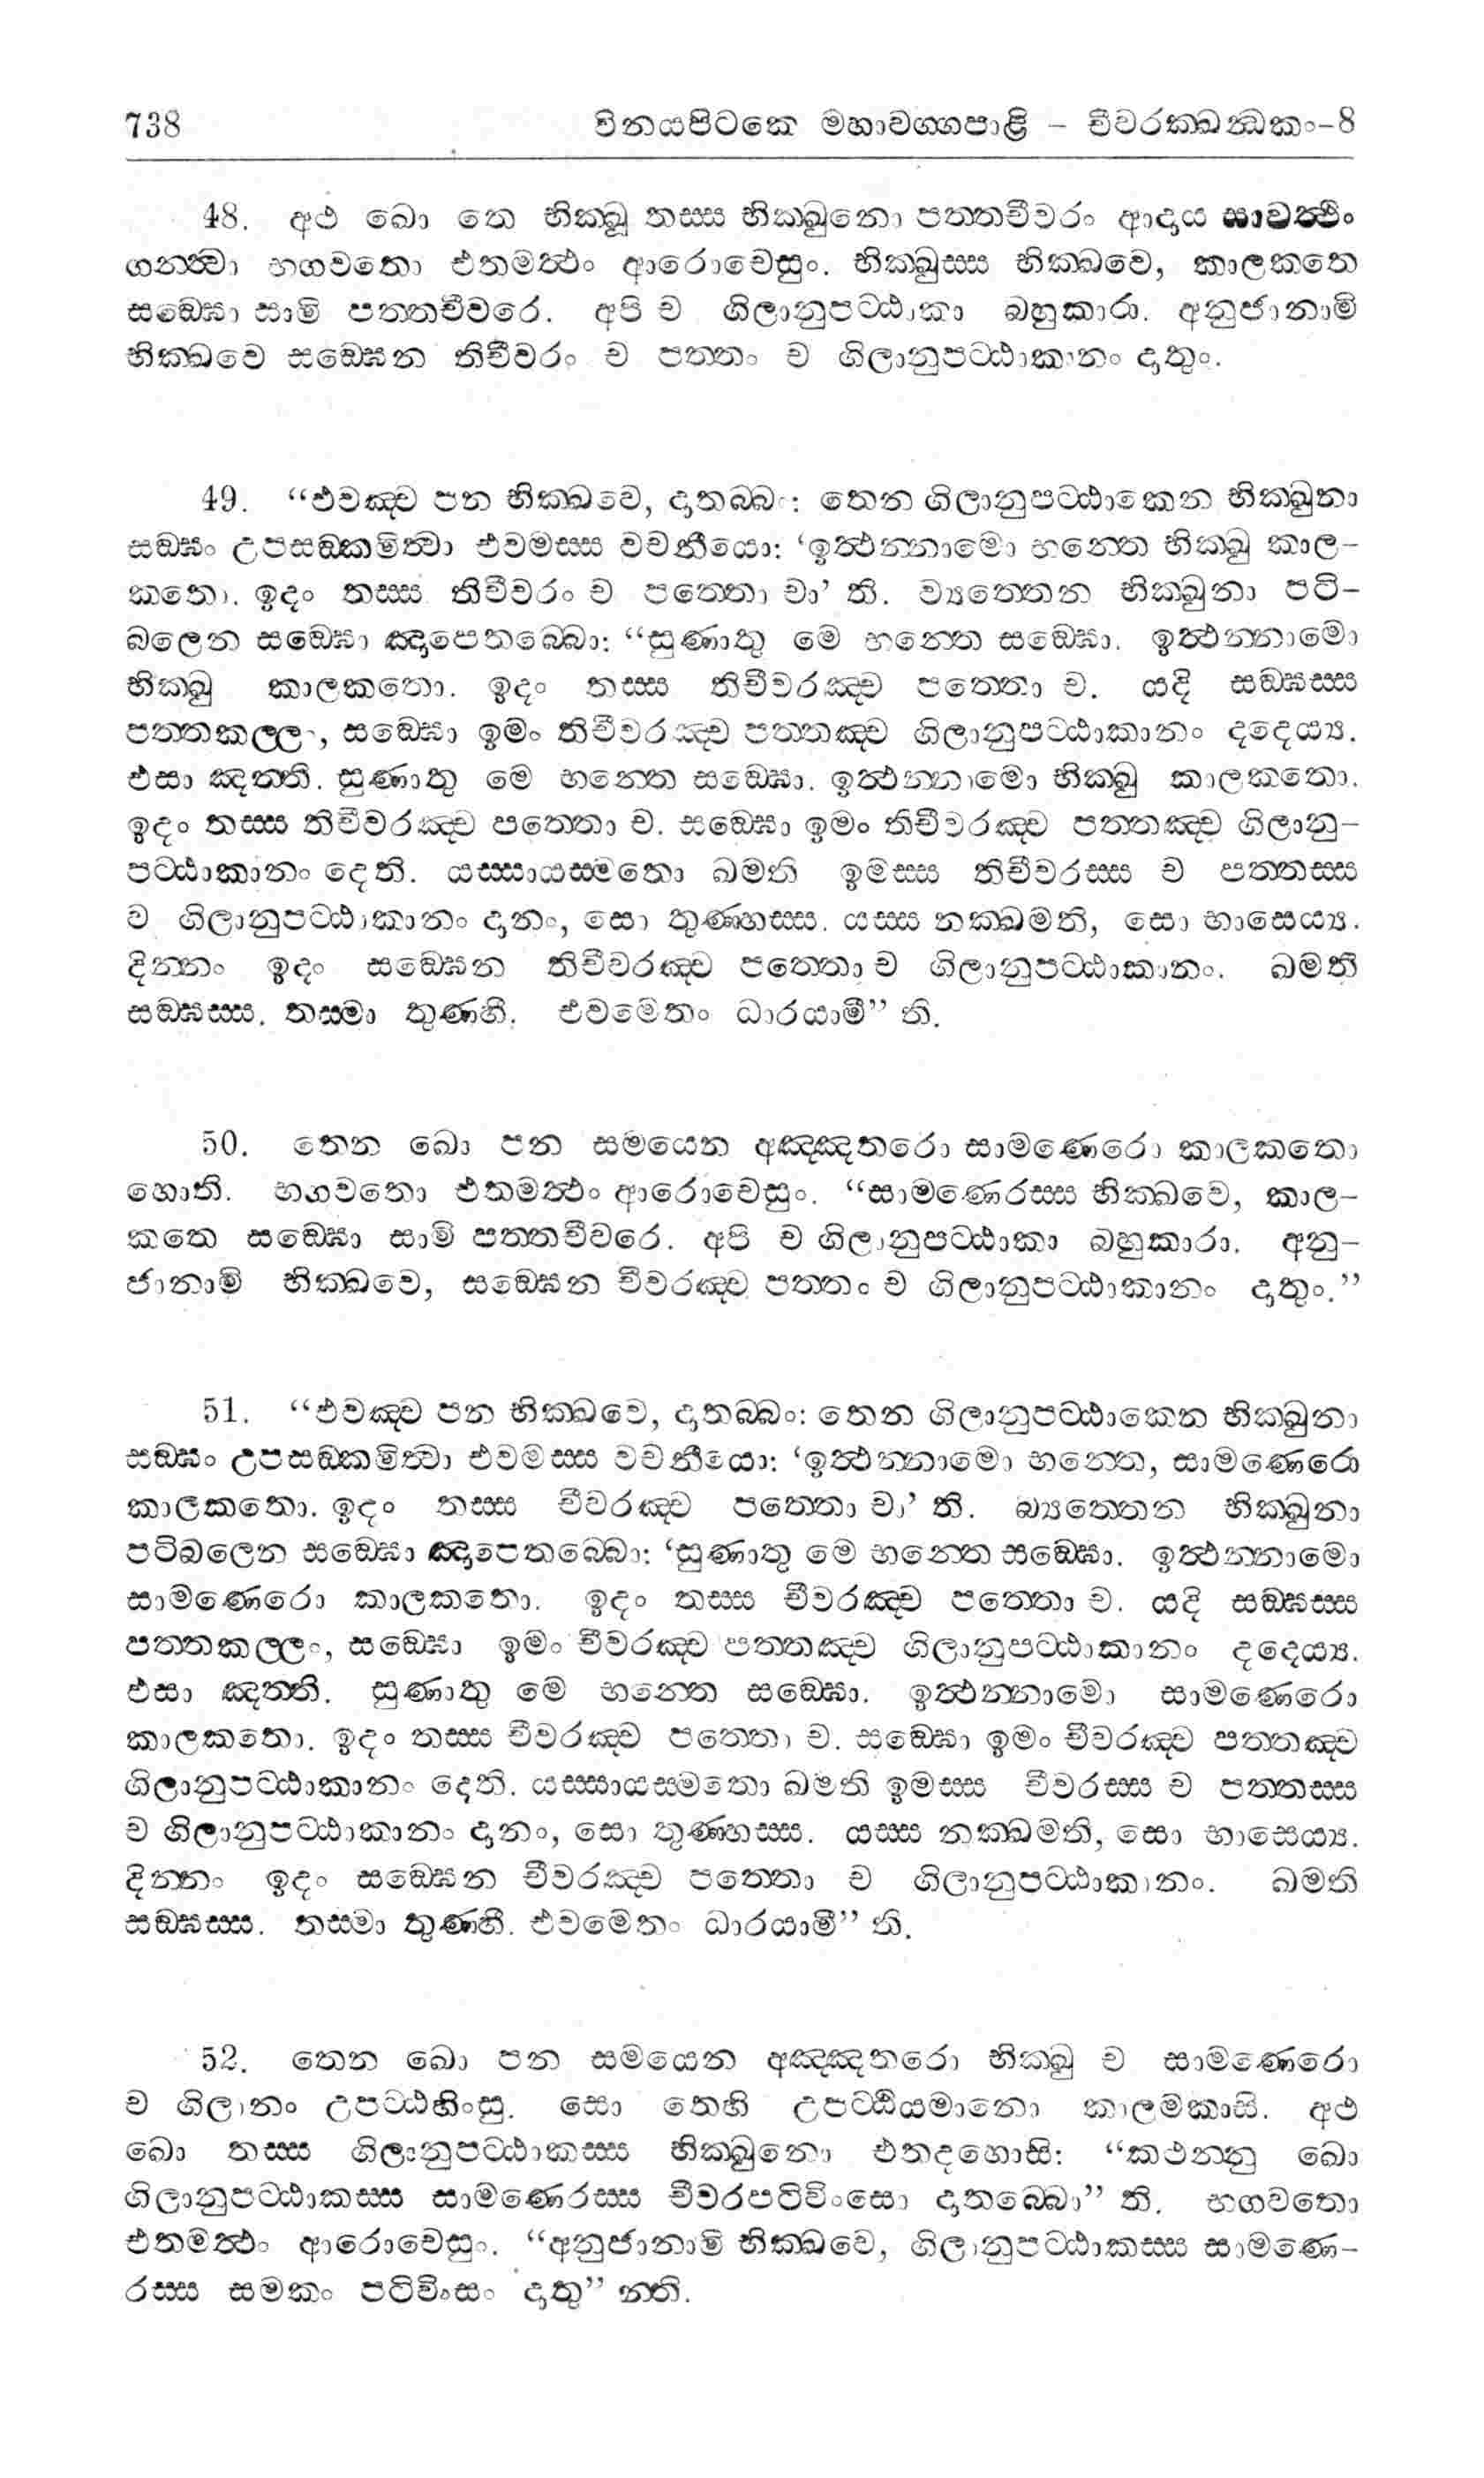 738 විනයපිටකෙ මහාවග්ගපාළි – චීවරක්ඛන්ධකං-8
48. අථ ඛො තෙ භික්ඛූ තස්ස භික්ඛුනො පත්තචීවරං ආදාය සාවත්ථිං
ගන්ත්වා භගවතො එතමත්ථං ආරොචෙසුං. භික්ඛුස්ස භික්ඛවෙ, කාලකතෙ
සඞ්ඝො සාමි පත්තචීවරෙ. අපි ච ගිලානුපට්ඨාකා බහුකාරා. අනුජානාමි
භික්ඛවෙ සඞ්ඝෙන තිචීවරං ච පත්තං ච ගිලානුපට්ඨාකානං දාතුං.
49. “එවඤ්ච පන භික්ඛවෙ, දාතබ්බං: තෙන ගිලානුපට්ඨාකෙන භික්ඛුනා
සඞ්ඝං උපසඞ්කමිත්වා එවමස්ස වචනීයො: ‘ඉත්ථන්නාමො භන්තෙ භික්ඛු කාල-
කතො. ඉදං තස්ස තිචීවරං ච පත්තො චා’ ති. ව්‍යත්තෙන භික්ඛුනා පටි-
බලෙන සඞ්ඝො ඤාපෙතබ්බො: “සුණාතු මෙ භන්තෙ සඞ්ඝො. ඉත්ථන්නාමො
භික්ඛු කාලකතො. ඉදං තස්ස තිචීවරඤ්ච පත්තො ච. යදි සඞ්ඝස්ස
පත්තකල්ලං, සඞ්ඝො ඉමං තිචීවරඤ්ච පත්තඤ්ච ගිලානුපට්ඨාකානං දදෙය්‍ය.
එසා ඤත්ති. සුණාතු මෙ භන්තෙ සඞ්ඝො. ඉත්ථන්නාමො භික්ඛු කාලකතො.
ඉදං තස්ස තිචීවරඤ්ච පත්තො ච. සඞ්ඝො ඉමං තිචීවරඤ්ච පත්තඤ්ච ගිලානු-
පට්ඨාකානං දෙති. යස්සායස්මතො ඛමති ඉමස්ස තිචීවරස්ස ච පත්තස්ස
ච ගිලානුපට්ඨාකානං දානං, සො තුණ්හස්ස. යස්ස නක්ඛමති, සො භාසෙය්‍ය.
දින්නං ඉදං සඞ්ඝෙන තිචීවරඤ්ච පත්තො ච ගිලානුපට්ඨාකානං. ඛමති
සඞ්ඝස්ස. තස්මා තුණ්හී. එවමෙතං ධාරයාමී” ති.
50. තෙන ඛො පන සමයෙන අඤ්ඤතරො සාමණෙරො කාලකතො
හොති. භගවතො එතමත්ථං ආරොචෙසුං. “සාමණෙරස්ස භික්ඛවෙ, කාල-
කතෙ සඞ්ඝො සාමි පත්තචීවරෙ. අපි ච ගිලානුපට්ඨාකා බහුකාරා. අනු-
ජානාමි භික්ඛවෙ, සඞ්ඝෙන චීවරඤ්ච පත්තං ච ගිලානුපට්ඨාකානං දාතුං.”
51. “එවඤ්ච පන භික්ඛවෙ, දාතබ්බං: තෙන ගිලානුපට්ඨාකෙන භික්ඛුනා
සඞ්ඝං උපසඞ්කමිත්වා එවමස්ස වචනීයො: ‘ඉත්ථන්නාමො භන්තෙ, සාමණෙරො
කාලකතො. ඉදං තස්ස චීවරඤ්ච පත්තො චා’ ති. බ්‍යත්තෙන භික්ඛුනා
පටිබලෙන සඞ්ඝො ඤාපෙතබ්බො: ‘සුණාතු මෙ භන්තෙ සඞ්ඝො. ඉත්ථන්නාමො
සාමණෙරො කාලකතො. ඉදං තස්ස චීවරඤ්ච පත්තො ච. යදි සඞ්ඝස්ස
පත්තකල්ලං, සඞ්ඝො ඉමං චීවරඤ්ච පත්තඤ්ච ගිලානුපට්ඨාකානං දදෙය්‍ය.
එසා ඤත්ති. සුණාතු මෙ භන්තෙ සඞ්ඝො. ඉත්ථන්නාමො සාමණෙරො
කාලකතො. ඉදං තස්ස චීවරඤ්ච පත්තො ච. සඞ්ඝො ඉමං චීවරඤ්ච පත්තඤ්ච
ගිලානුපට්ඨාකානං දෙති. යස්සායස්මතො ඛමති ඉමස්ස චීවරස්ස ච පත්තස්ස
ච ගිලානුපට්ඨාකානං දානං, සො තුණ්හස්ස. යස්ස නක්ඛමති, සො භාසෙය්‍ය.
දින්නං ඉදං සඞ්ඝෙන චීවරඤ්ච පත්තො ච ගිලානුපට්ඨාකානං. ඛමති
සඞ්ඝස්ස. තස්මා තුණ්හී. එවමෙතං ධාරයාමී” ති.
52. තෙන ඛො පන සමයෙන අඤ්ඤතරො භික්ඛු ච සාමණෙරො
ච ගිලානං උපට්ඨහිංසු. සො තෙහි උපට්ඨියමානො කාලමකාසි. අථ
ඛො තස්ස ගිලානුපට්ඨාකස්ස භික්ඛුනො එතදහොසි: “කථන්නු ඛො
ගිලානුපට්ඨාකස්ස සාමණෙරස්ස චීවරපටිවිංසො දාතබ්බො” ති. භගවතො
එතමත්ථං ආරොචෙසුං. “අනුජානාමි භික්ඛවෙ, ගිලානුපට්ඨාකස්ස සාමණෙ-
රස්ස සමකං පටිවිංසං දාතු” න්ති.